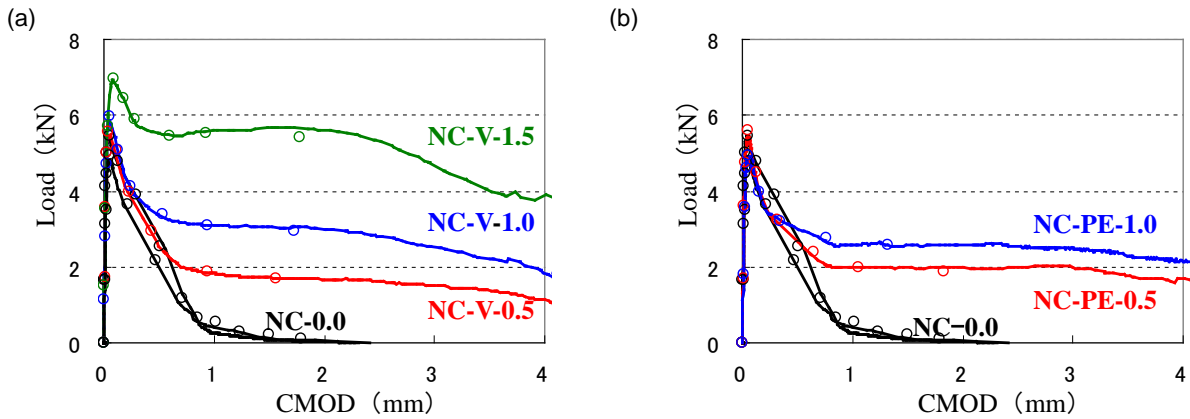 (a)
8
6
4
2
0
Load (kN)
NC-V-1.5
NC-V-1.0
NC-V-0.5
NC-0.0
0 1 2 3 4
CMOD (mm)
(b)
8
6
4
2
0
Load (kN)
NC-PE-1.0
NC-PE-0.5
NC-0.0
0 1 2 3 4
CMOD (mm)